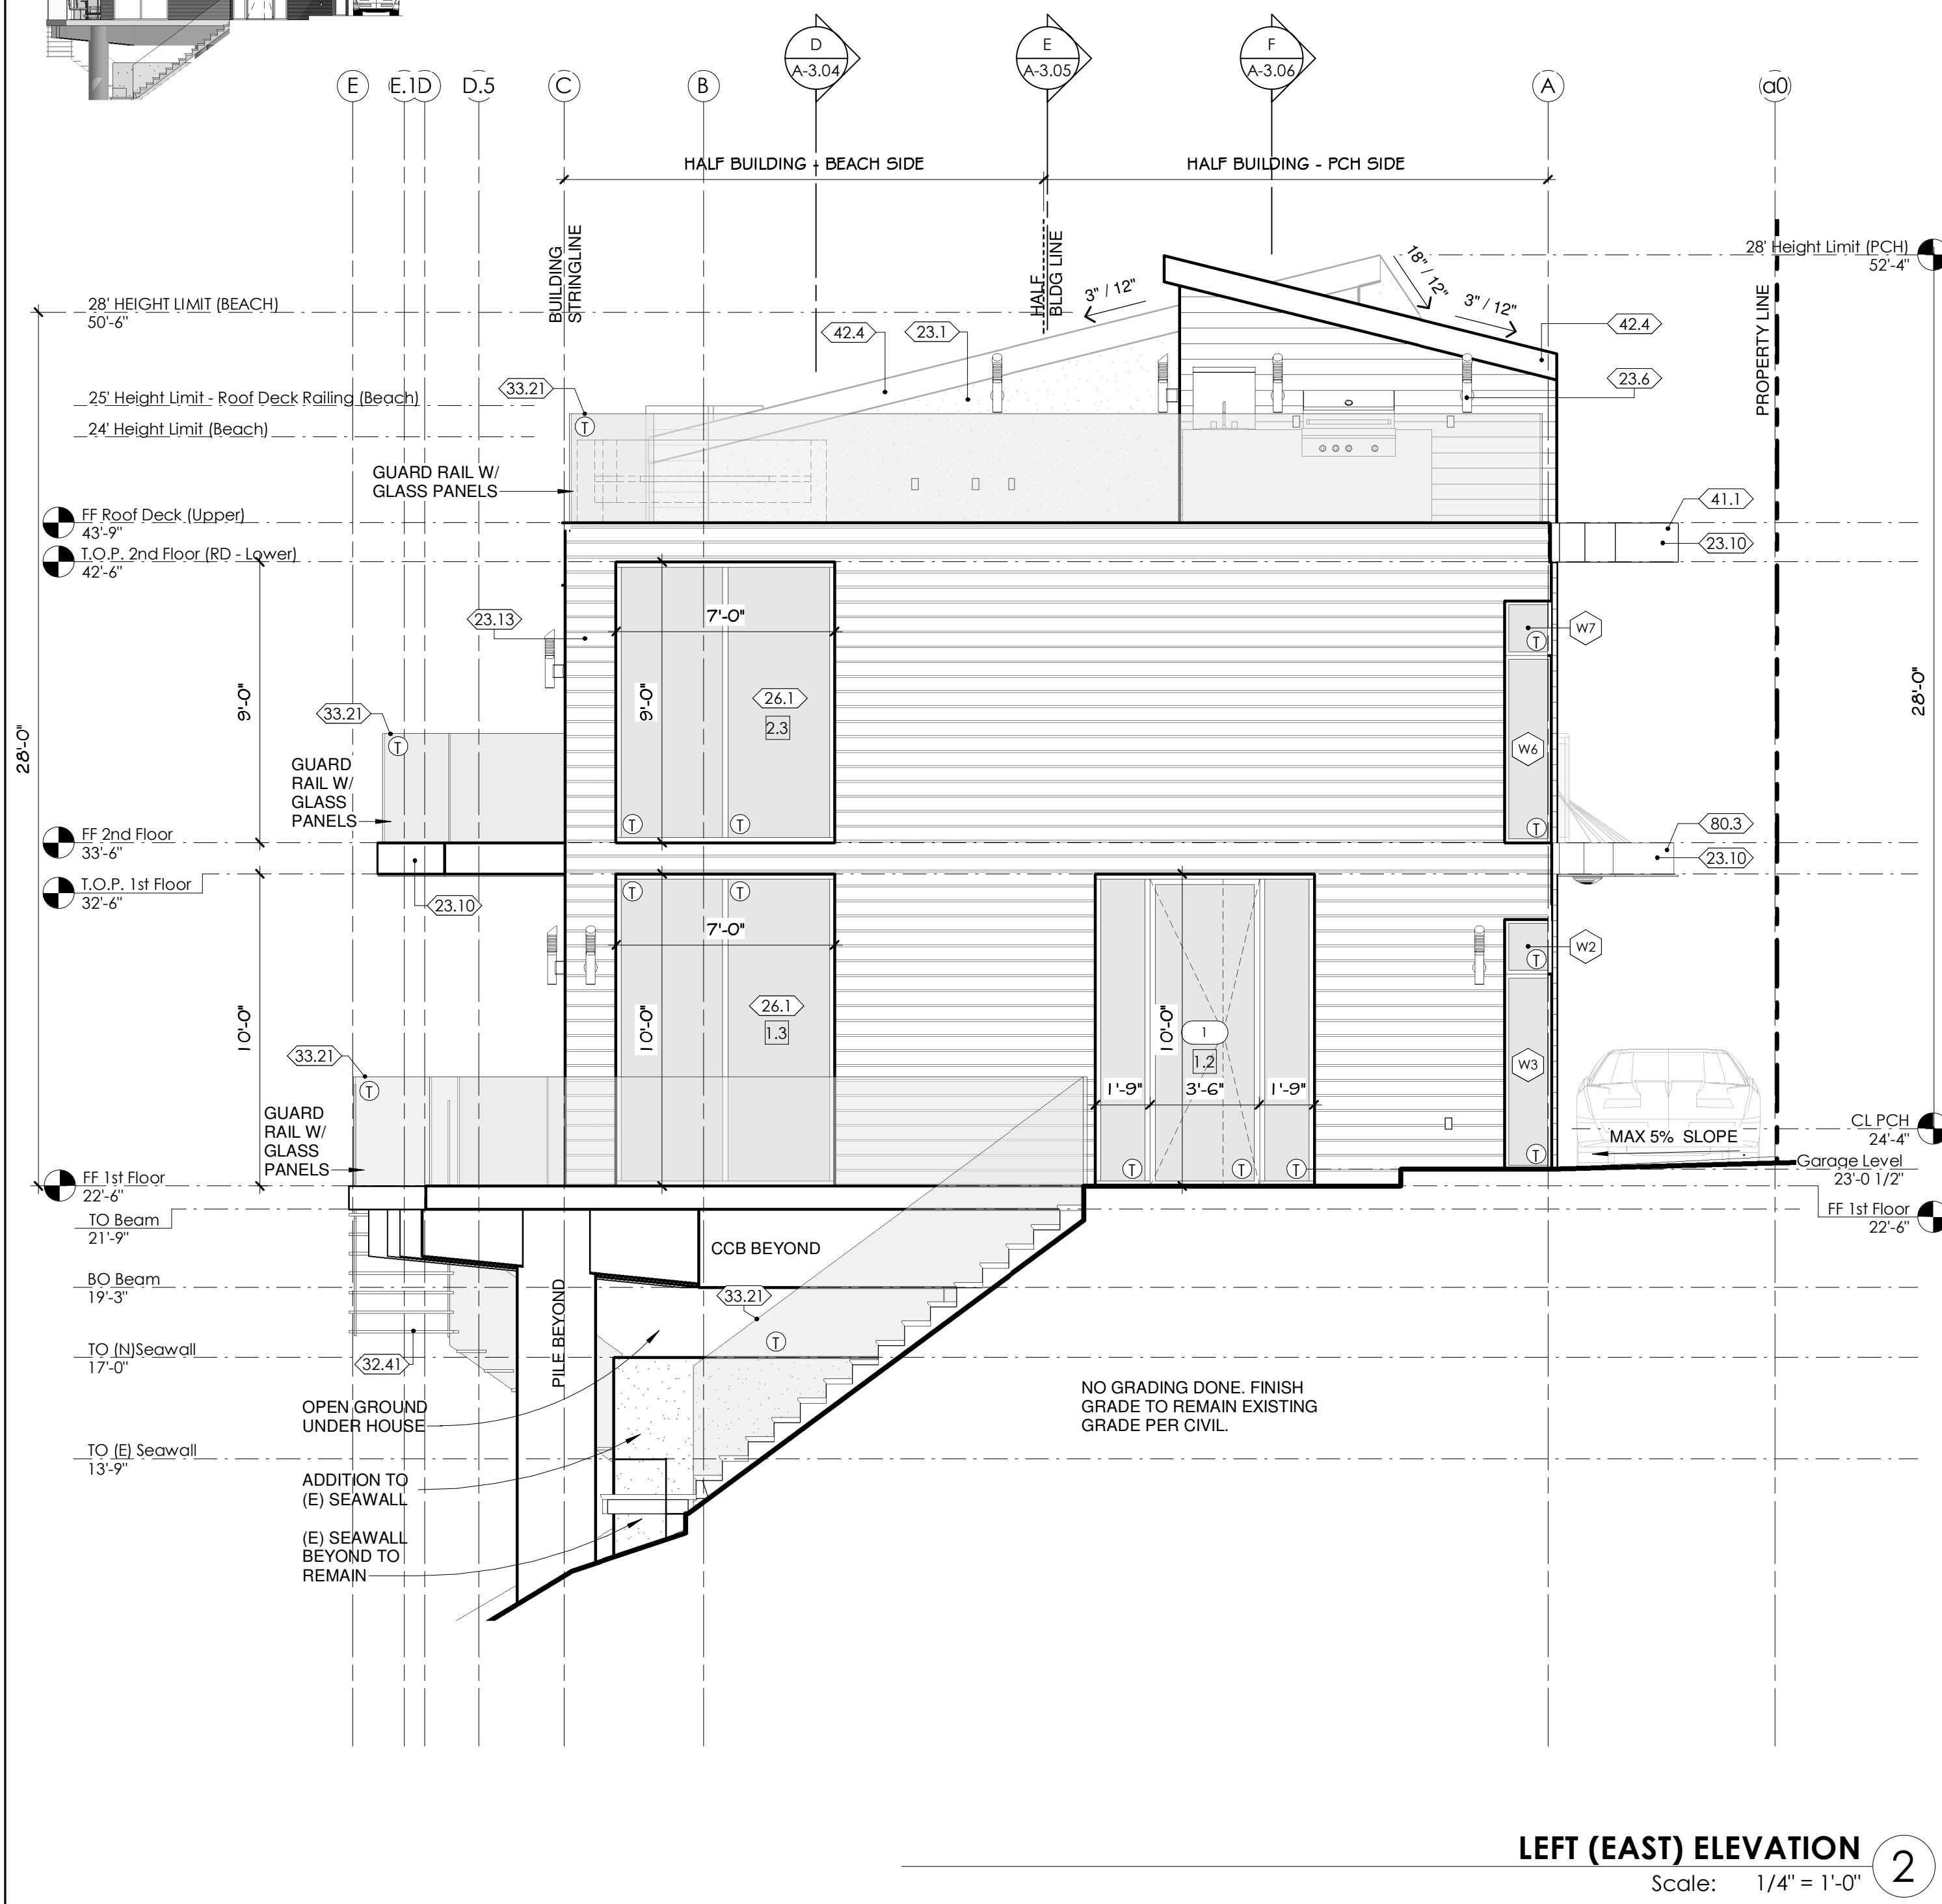 D
A-3.04
E
A-3.05
F
A-3.06
E
E.1
D
D.5
C
B
A
a0
HALF BUILDING - BEACH SIDE
HALF BUILDING - PCH SIDE
BUILDING
STRINGLINE
HALF
BLDG LINE
PROPERTY LINE
28' Height Limit (PCH)
52'-4"
3" / 12"
18" / 12"
3" / 12"
28' HEIGHT LIMIT (BEACH)
50'-6"
42.4
23.1
42.4
33.21
23.6
25' Height Limit - Roof Deck Railing (Beach)
T
24' Height Limit (Beach)
GUARD RAIL W/
GLASS PANELS
41.1
FF Roof Deck (Upper)
43'-9"
23.10
T.O.P. 2nd Floor (RD - Lower)
42'-6"
23.13
7'-0"
W7
T
9'-0"
9'-0"
26.1
2.3
28'-0"
28'-0"
33.21
T
W6
GUARD
RAIL W/
GLASS
PANELS
T
T
T
80.3
FF 2nd Floor
33'-6"
23.10
T.O.P. 1st Floor
32'-6"
T
T
23.10
7'-0"
W2
T
10'-0"
10'-0"
26.1
1.3
10'-0"
1
1.2
33.21
T
W3
1'-9"
3'-6"
1'-9"
GUARD
RAIL W/
GLASS
PANELS
CL PCH
24'-4"
MAX 5% SLOPE
T
T
T
T
Garage Level
23'-0 1/2"
FF 1st Floor
22'-6"
FF 1st Floor
22'-6"
TO Beam
21'-9"
CCB BEYOND
BO Beam
19'-3"
PILE BEYOND
33.21
T
TO (N)Seawall
17'-0"
32.41
OPEN GROUND
UNDER HOUSE
NO GRADING DONE. FINISH
GRADE TO REMAIN EXISTING
GRADE PER CIVIL.
TO (E) Seawall
13'-9"
ADDITION TO
(E) SEAWALL
(E) SEAWALL
BEYOND TO
REMAIN
LEFT (EAST) ELEVATION
2
Scale: 1/4" = 1'-0"